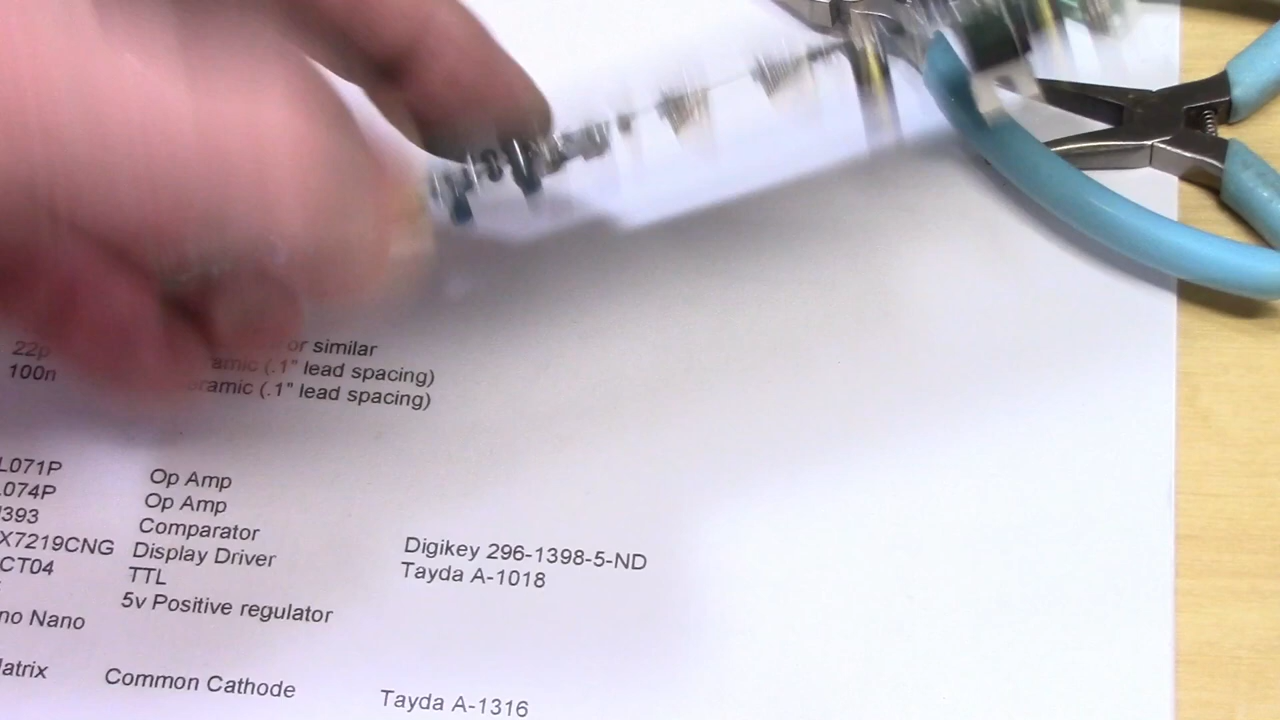 or similar
22p amic (.1" lead spacing)
100n eramic (.1" lead spacing)
L071P Op Amp
L074P Op Amp
393 Comparator
X7219CNG Display Driver Digikey 296-1398-5-ND
CT04 TTL Tayda A-1018
5v Positive regulator
no Nano
atrix Common Cathode Tayda A-1316